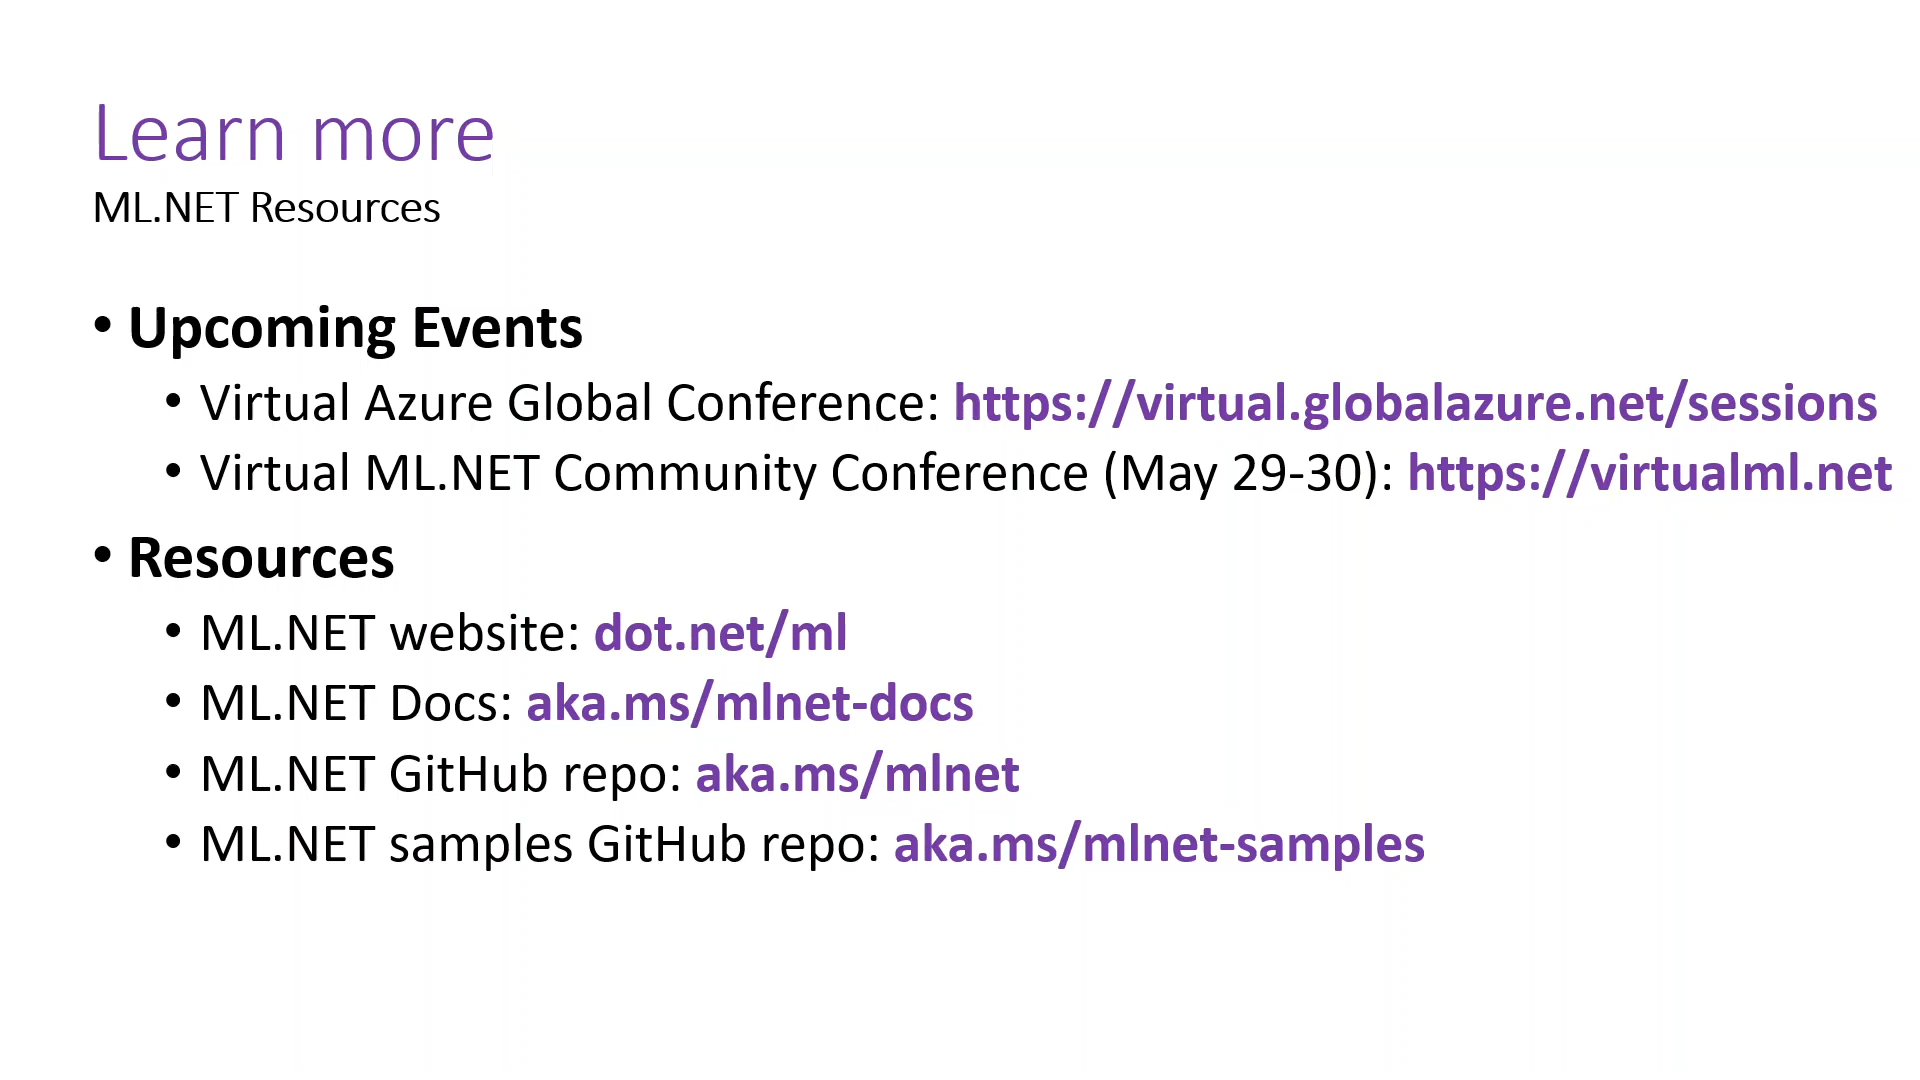 Learn more
ML.NET Resources
• Upcoming Events
• Virtual Azure Global Conference: https://virtual.globalazure.net/sessions
• Virtual ML.NET Community Conference (May 29-30): https://virtualml.net
• Resources
• ML.NET website: dot.net/ml
• ML.NET Docs: aka.ms/mlnet-docs
• ML.NET GitHub repo: aka.ms/mlnet
• ML.NET samples GitHub repo: aka.ms/mlnet-samples